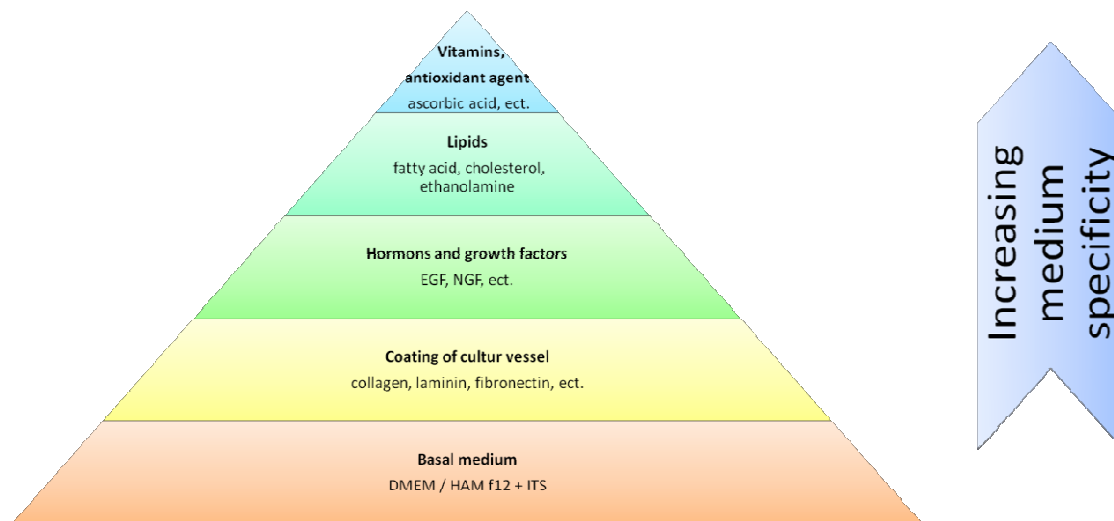 Vitamins,
antioxidant agent
ascorbic acid, ect.
Lipids
fatty acid, cholesterol,
ethanolamine
Hormons and growth factors
EGF, NGF, ect.
Coating of cultur vessel
collagen, laminin, fibronectin, ect.
Basal medium
DMEM / HAM f12 + ITS
Increasing
medium
specificity